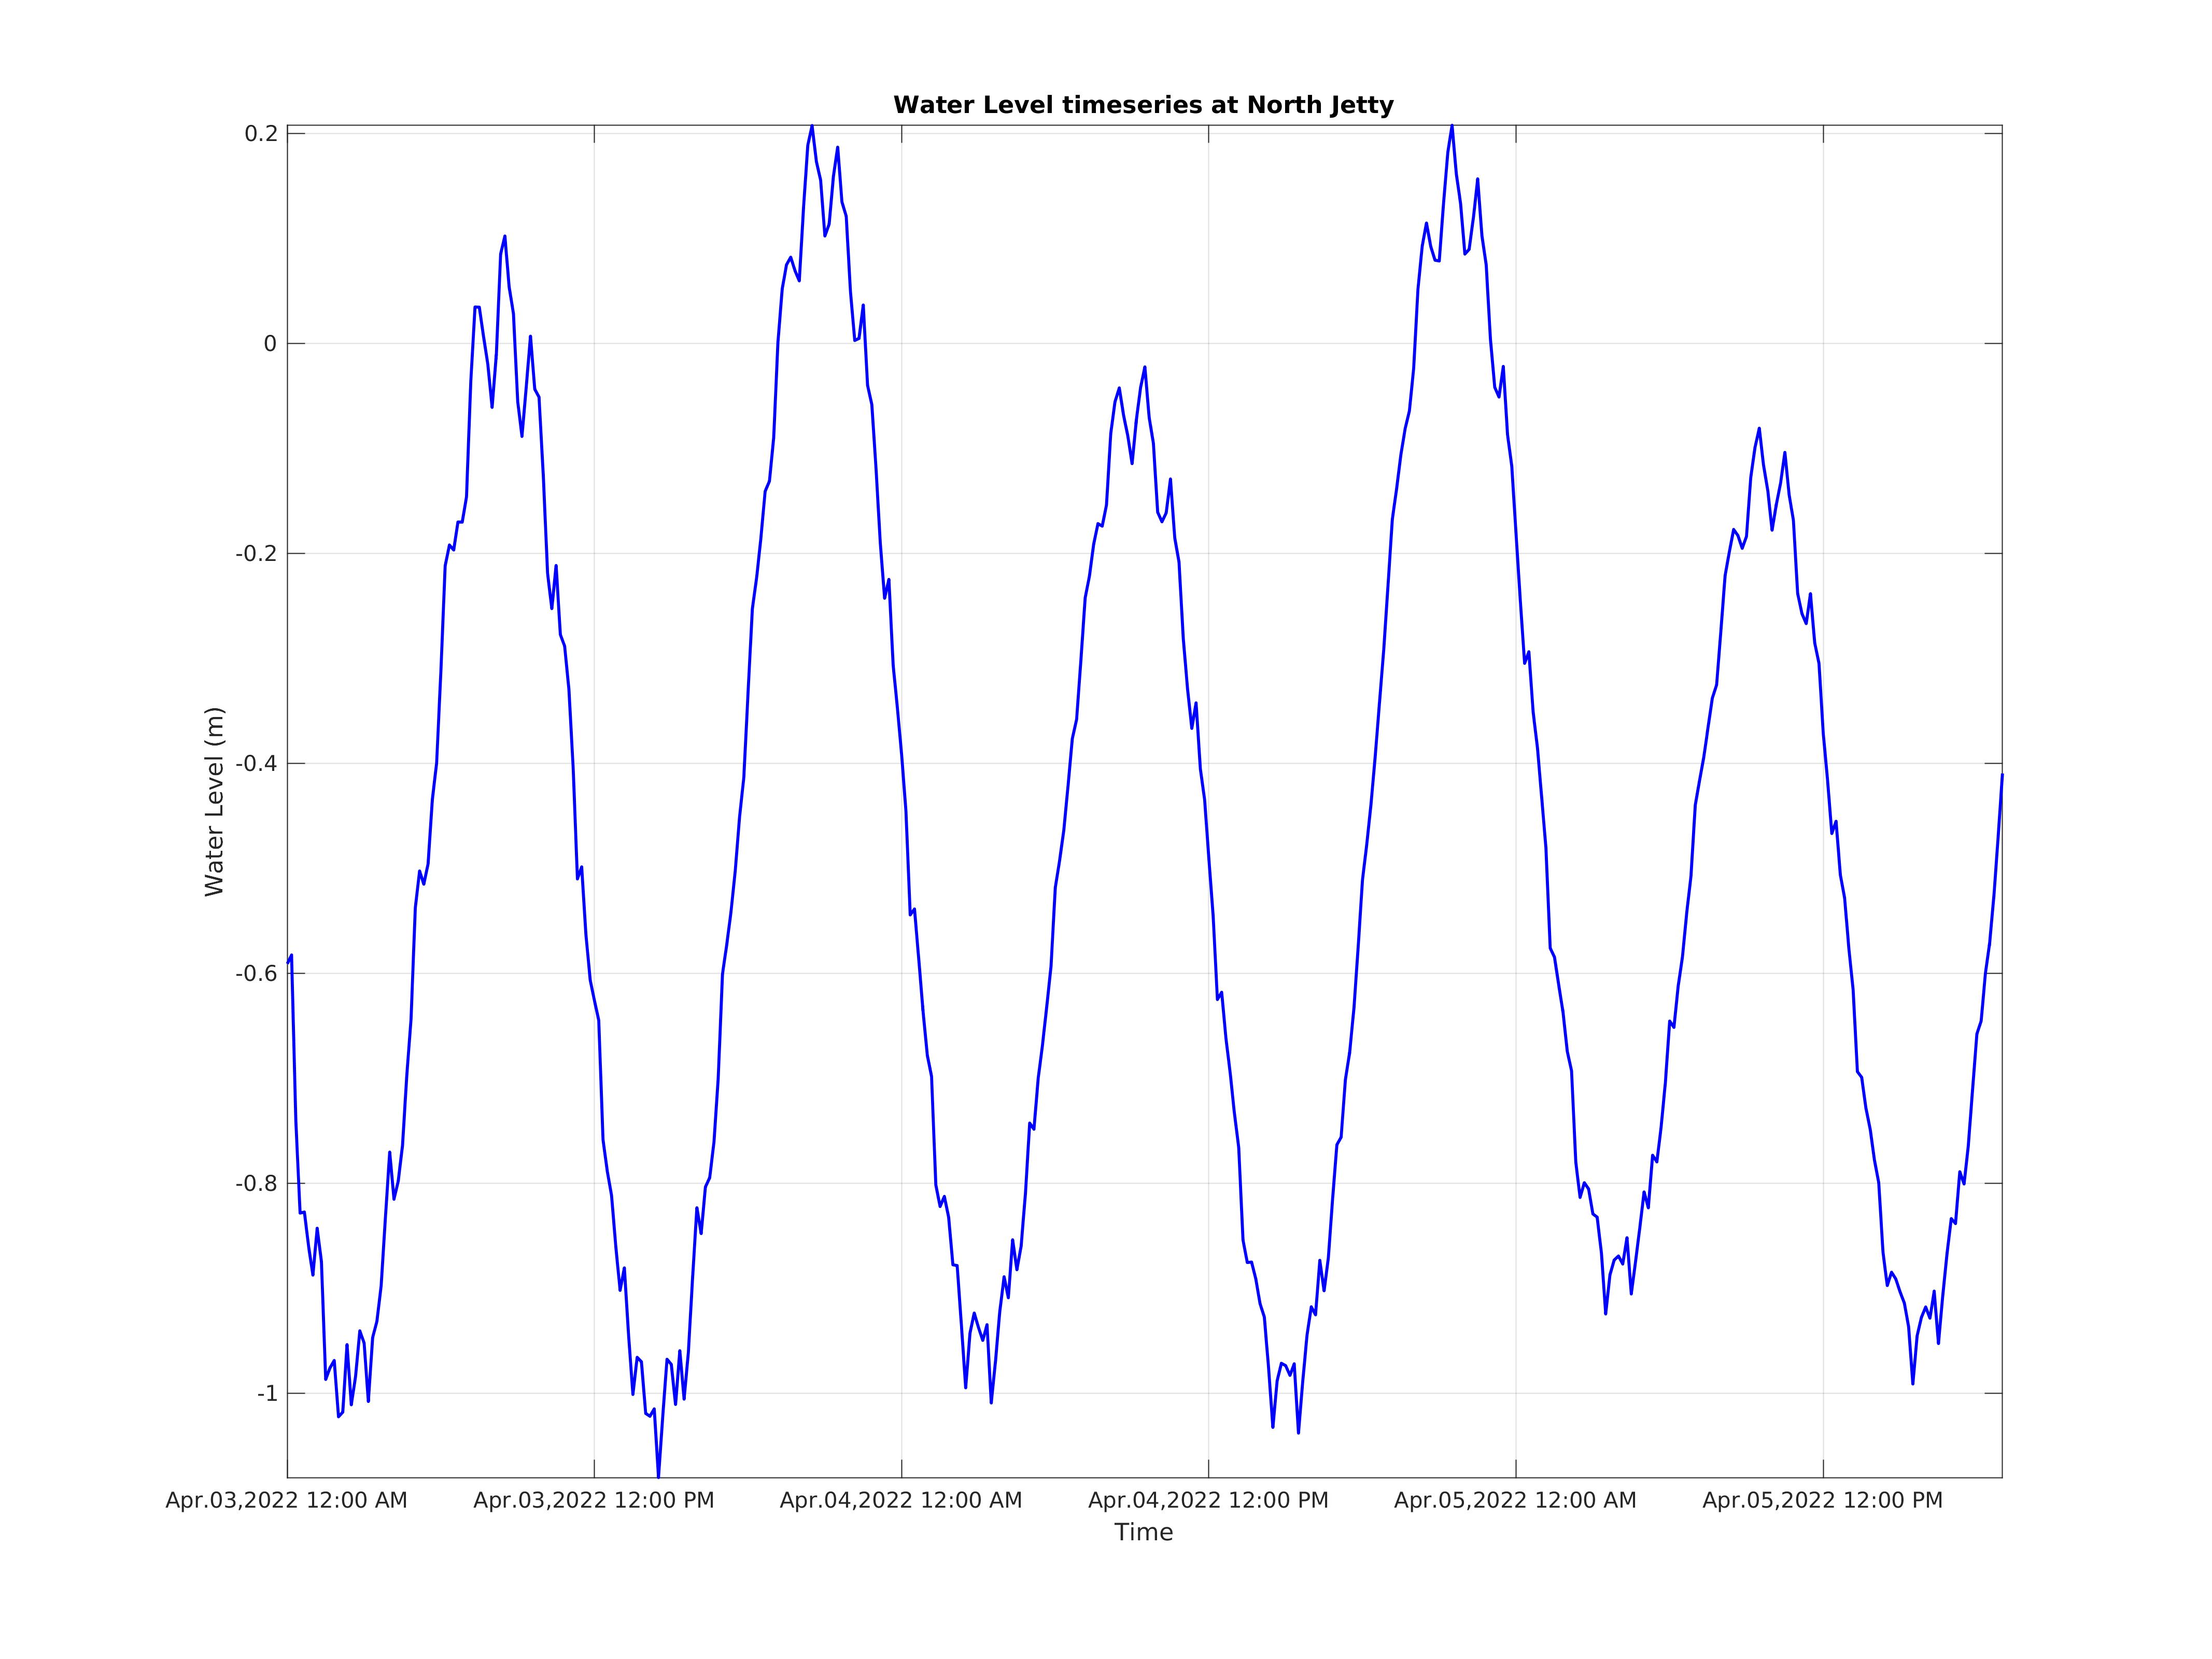 Water Level timeseries at North Jetty
0.2
0
-0.2
-0.4
-0.6
-0.8
-1
Water Level (m)
Apr.03,2022 12:00 AM
Apr.03,2022 12:00 PM
Apr.04,2022 12:00 AM
Apr.04,2022 12:00 PM
Apr.05,2022 12:00 AM
Apr.05,2022 12:00 PM
Time